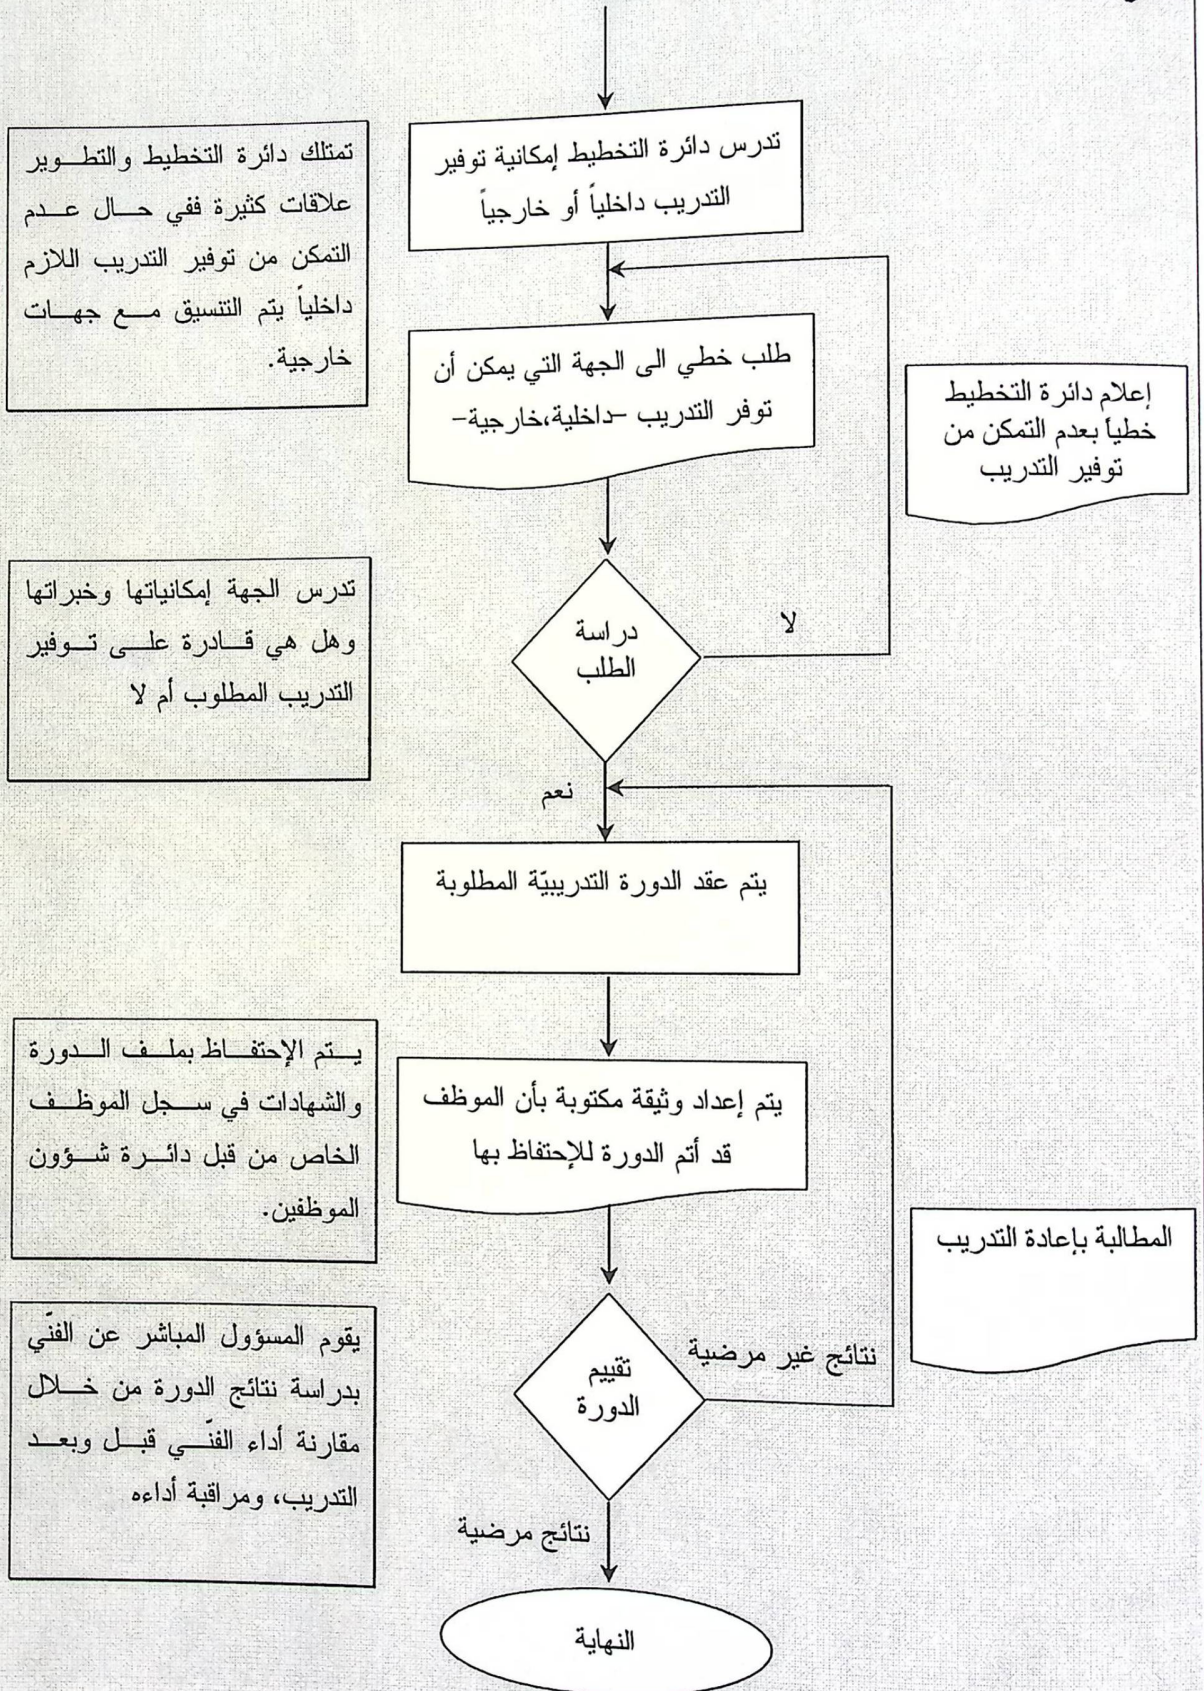 تدرس دائرة التخطيط إمكانية توفير
التدريب داخلياً أو خارجياً
تمتلك دائرة التخطيط والتطوير
علاقات كثيرة ففي حال عدم
التمكن من توفير التدريب اللازم
داخلياً يتم التنسيق مع جهات
خارجية.
طلب خطي الى الجهة التي يمكن أن
توفر التدريب -داخلية،خارجية-
إعلام دائرة التخطيط
خطياً بعدم التمكن من
توفير التدريب
دراسة
الطلب
لا
تدرس الجهة إمكانياتها وخبراتها
وهل هي قادرة على توفير
التدريب المطلوب أم لا
نعم
يتم عقد الدورة التدريبيّة المطلوبة
يتم إعداد وثيقة مكتوبة بأن الموظف
قد أتم الدورة للإحتفاظ بها
يتم الإحتفاظ بملف الدورة
والشهادات في سجل الموظف
الخاص من قبل دائرة شؤون
الموظفين.
المطالبة بإعادة التدريب
تقييم
الدورة
نتائج غير مرضية
يقوم المسؤول المباشر عن الفنّي
بدراسة نتائج الدورة من خلال
مقارنة أداء الفنّي قبل وبعد
التدريب، ومراقبة أداءه
نتائج مرضية
النهاية